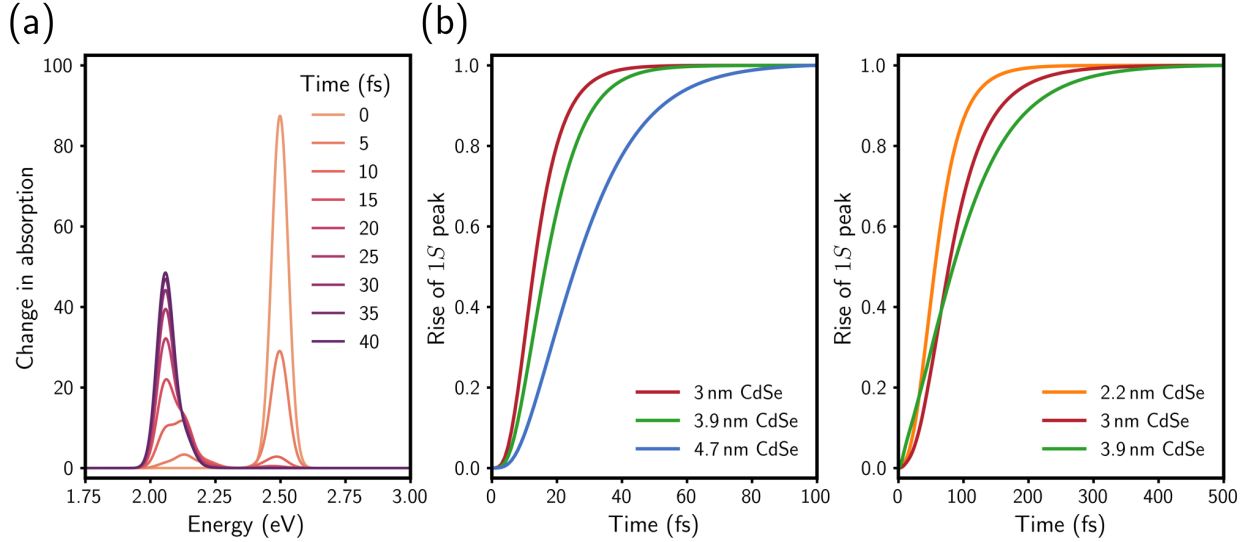 (a)
100
80
60
40
20
0
Change in absorption
1.75 2.00 2.25 2.50 2.75 3.00
Energy (eV)
Time (fs)
0
5
10
15
20
25
30
35
40
(b)
1.0
0.8
0.6
0.4
0.2
0.0
Rise of 1S peak
0 20 40 60 80 100
Time (fs)
3 nm CdSe
3.9 nm CdSe
4.7 nm CdSe
1.0
0.8
0.6
0.4
0.2
0.0
Rise of 1S peak
0 100 200 300 400 500
Time (fs)
2.2 nm CdSe
3 nm CdSe
3.9 nm CdSe